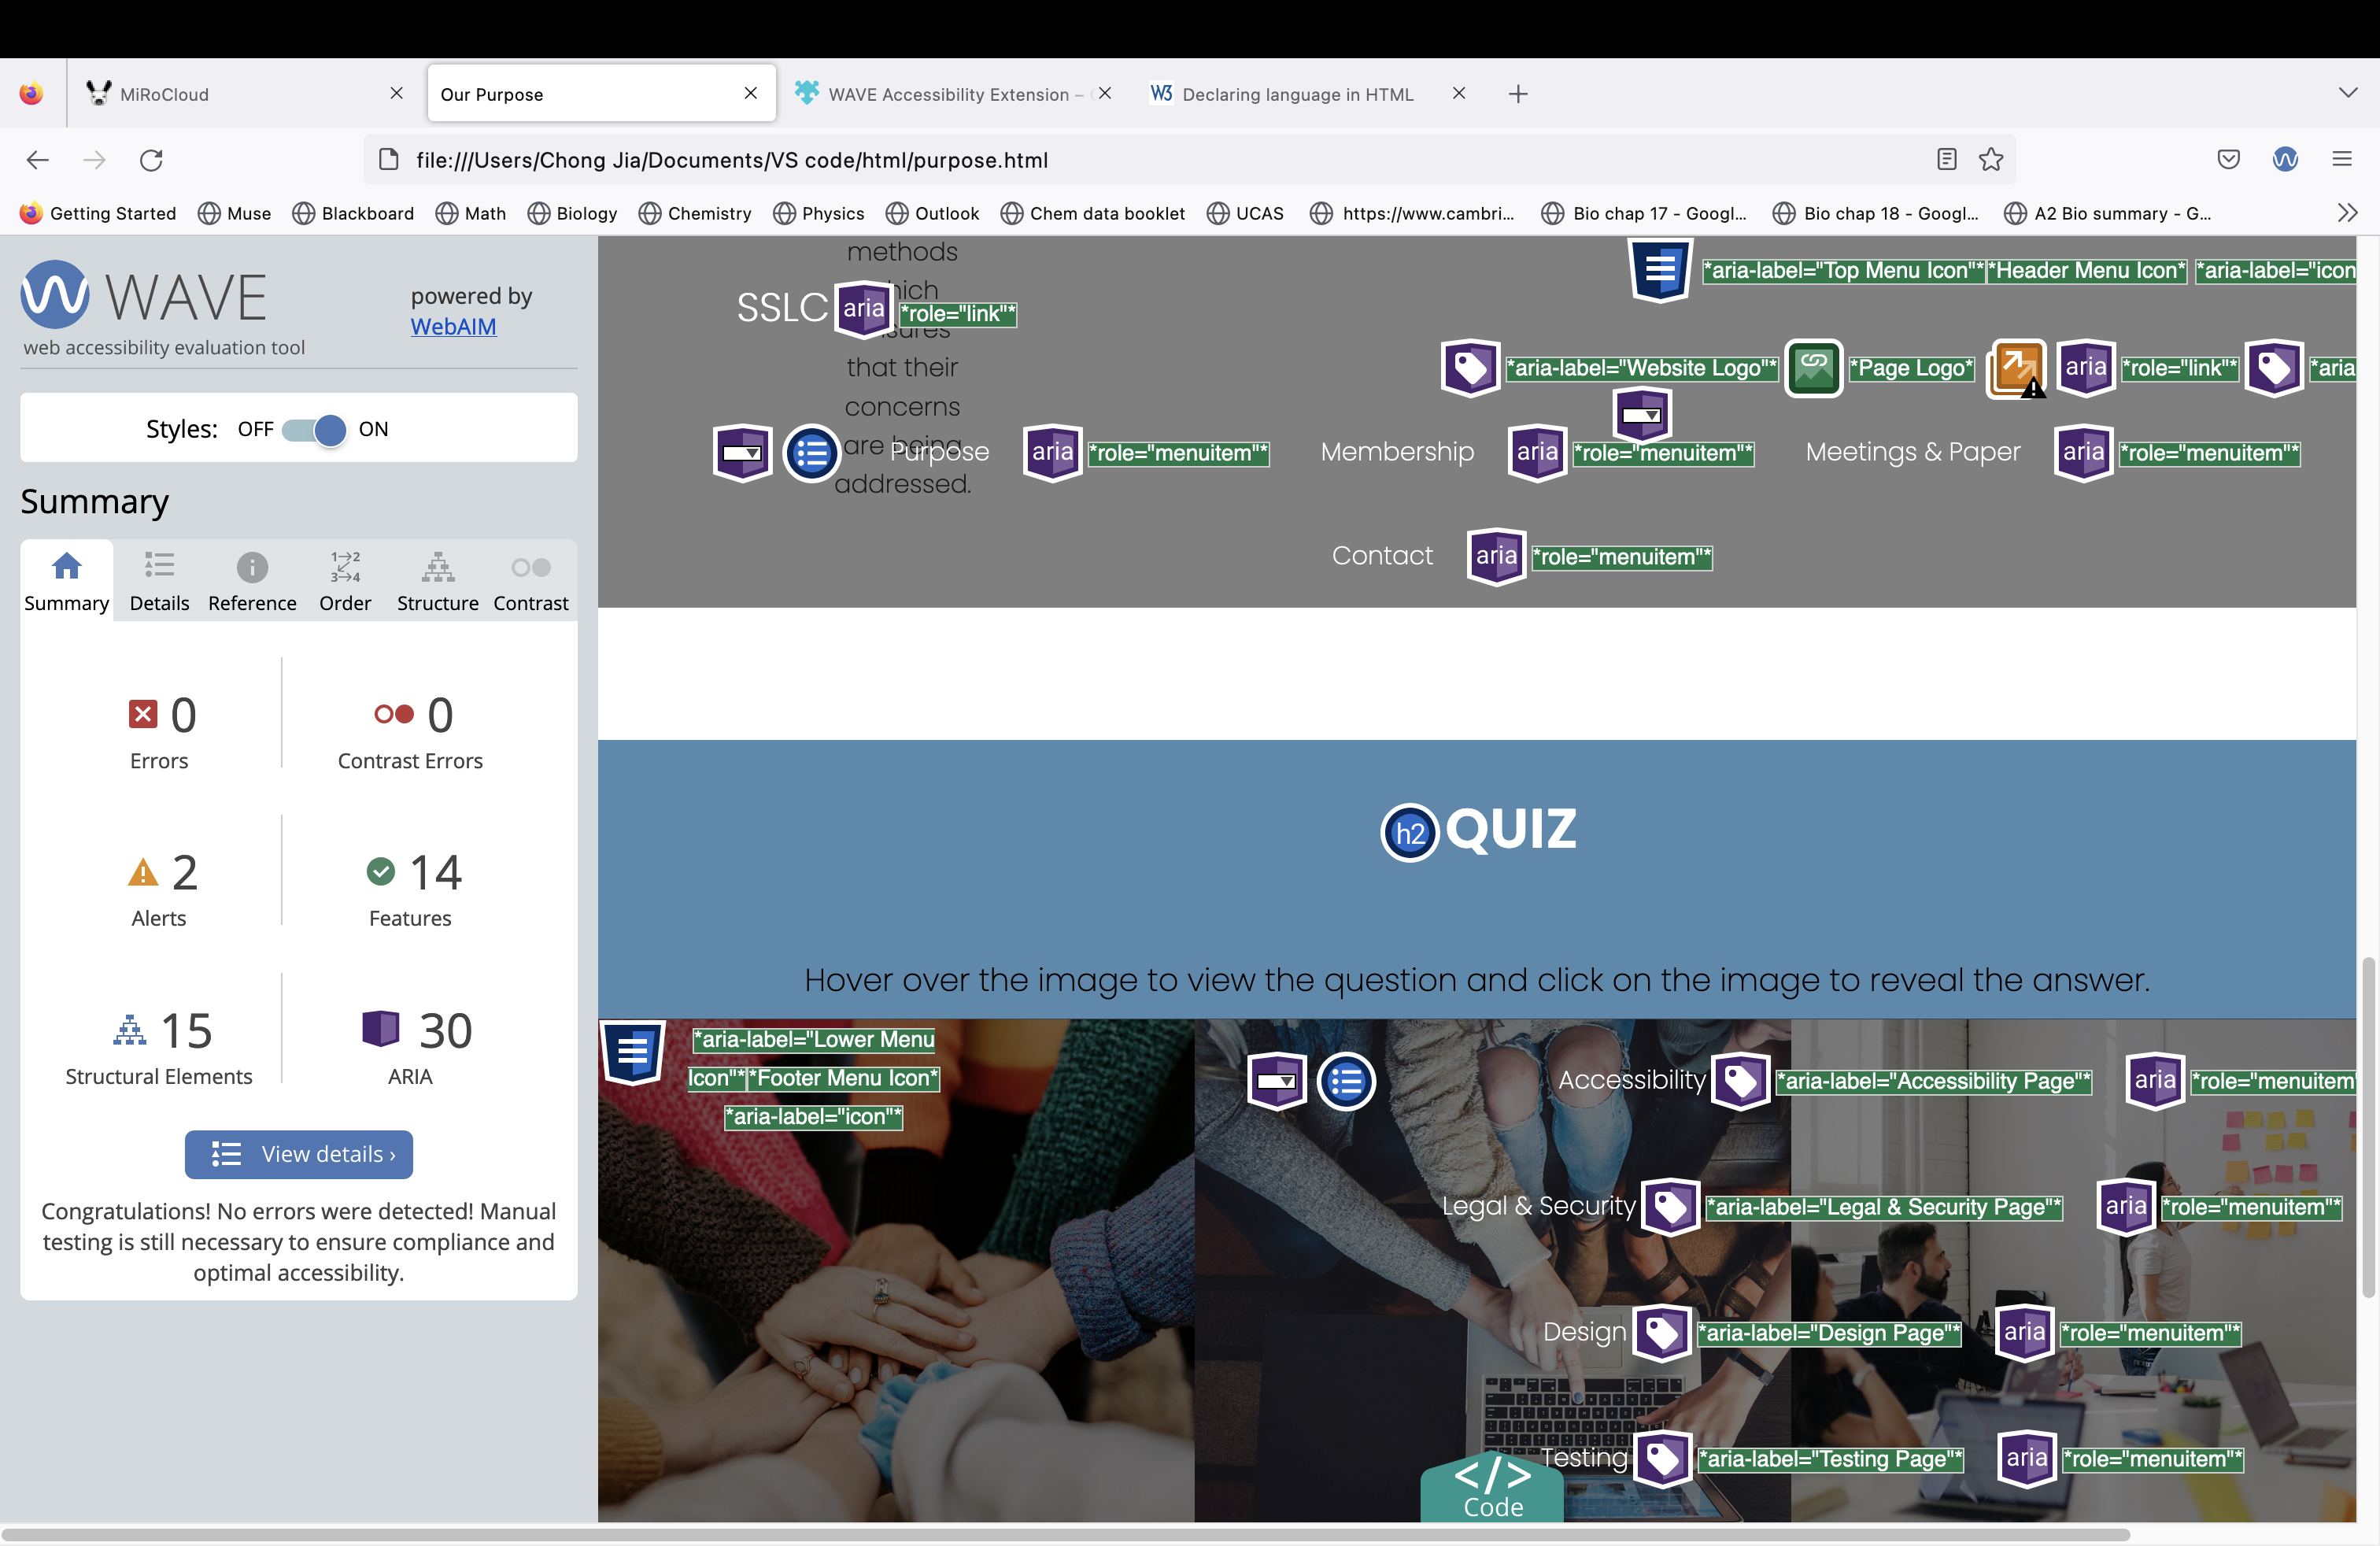 MiRoCloud
Our Purpose
WAVE Accessibility Extension –
W3 Declaring language in HTML
file:///Users/Chong Jia/Documents/VS code/html/purpose.html
Getting Started Muse Blackboard Math Biology Chemistry Physics Outlook Chem data booklet UCAS https://www.cambri... Bio chap 17 - Googl... Bio chap 18 - Googl... A2 Bio summary - G...
WAVE
web accessibility evaluation tool
powered by
WebAIM
Styles: OFF ON
Summary
Summary Details Reference Order Structure Contrast
0
Errors
0
Contrast Errors
2
Alerts
14
Features
15
Structural Elements
30
ARIA
View details ›
Congratulations! No errors were detected! Manual
testing is still necessary to ensure compliance and
optimal accessibility.
methods
that their
concerns
are being
addressed.
*aria-label="Top Menu Icon"* *Header Menu Icon* *aria-label="icon
SSLC aria *role="link"*
*aria-label="Website Logo"* *Page Logo* aria *role="link"* *aria
Purpose aria *role="menuitem"* Membership aria *role="menuitem"* Meetings & Paper aria *role="menuitem"*
Contact aria *role="menuitem"*
h2 QUIZ
Hover over the image to view the question and click on the image to reveal the answer.
*aria-label="Lower Menu
Icon"* *Footer Menu Icon*
*aria-label="icon"*
Accessibility *aria-label="Accessibility Page"* aria *role="menuitem
Legal & Security *aria-label="Legal & Security Page"* aria *role="menuitem"*
Design *aria-label="Design Page"* aria *role="menuitem"*
Testing *aria-label="Testing Page"* aria *role="menuitem"*
</>
Code